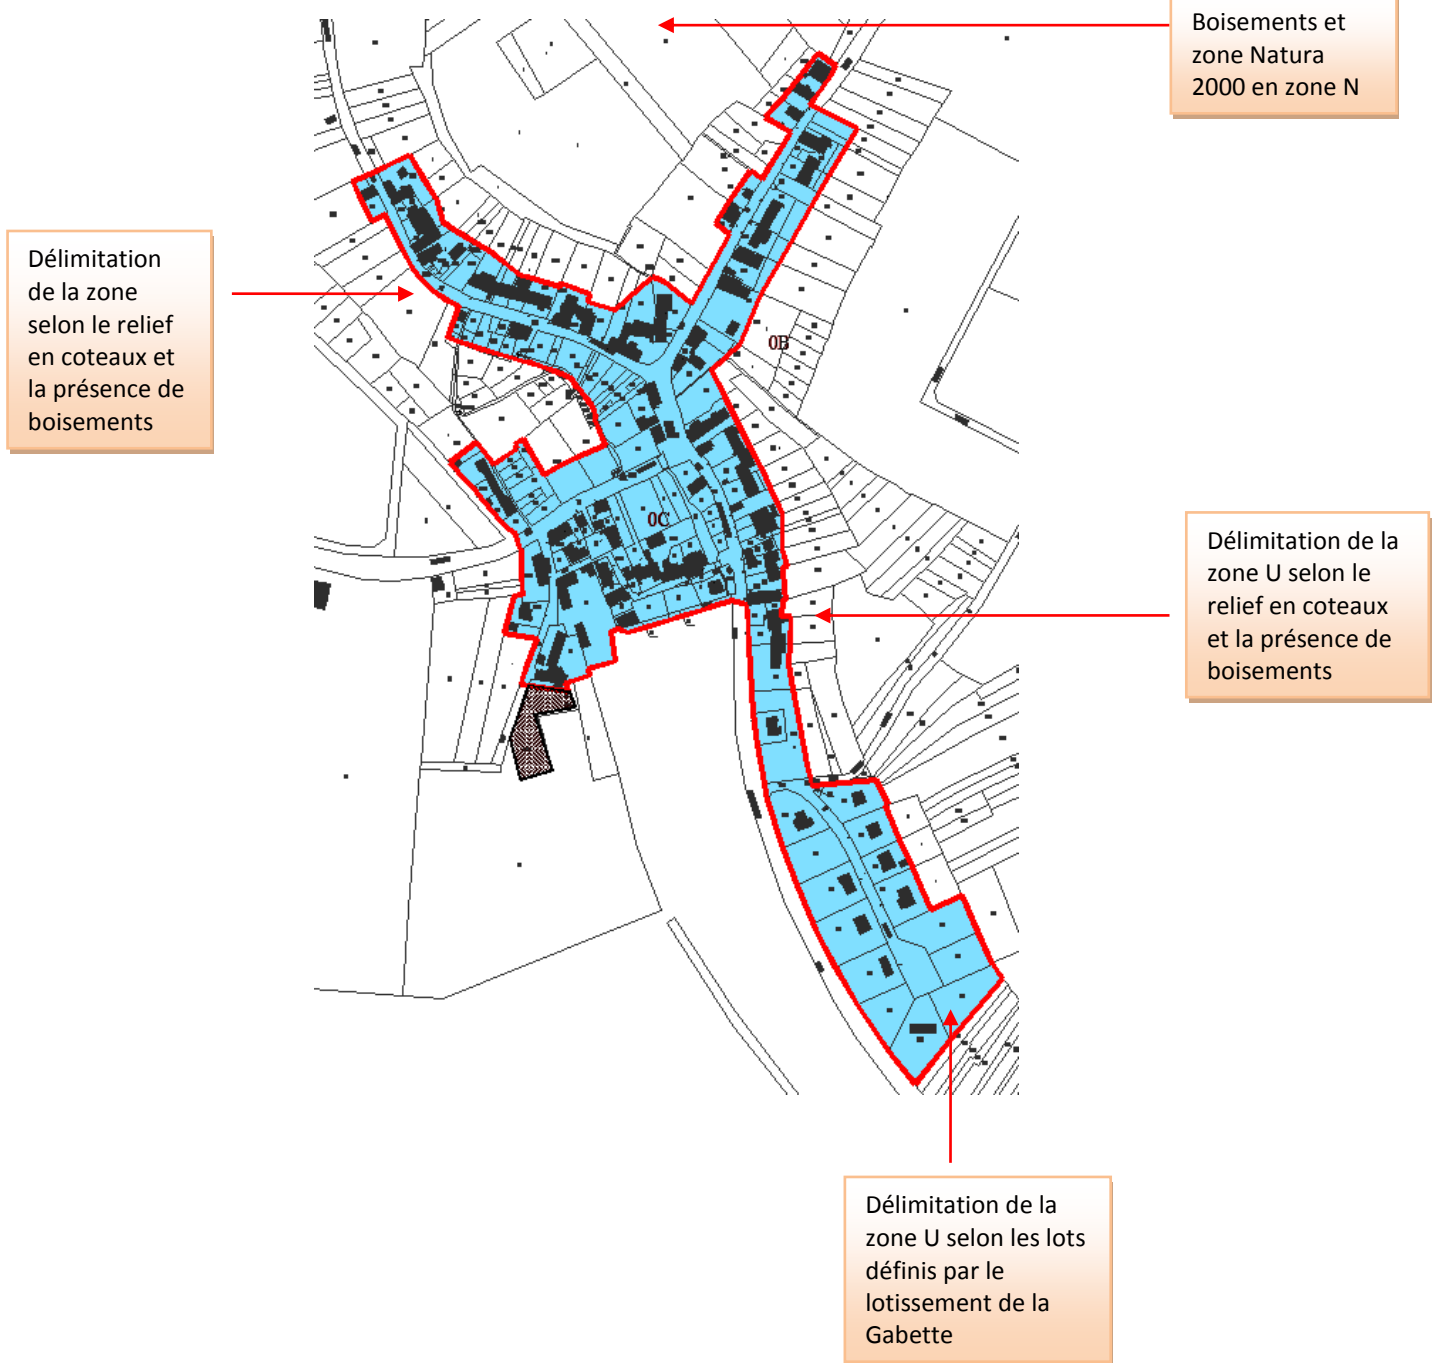 Boisements et
zone Natura
2000 en zone N
Délimitation
de la zone
selon le relief
en coteaux et
la présence de
boisements
0B
0C
Délimitation de la
zone U selon le
relief en coteaux
et la présence de
boisements
Délimitation de la
zone U selon les lots
définis par le
lotissement de la
Gabette